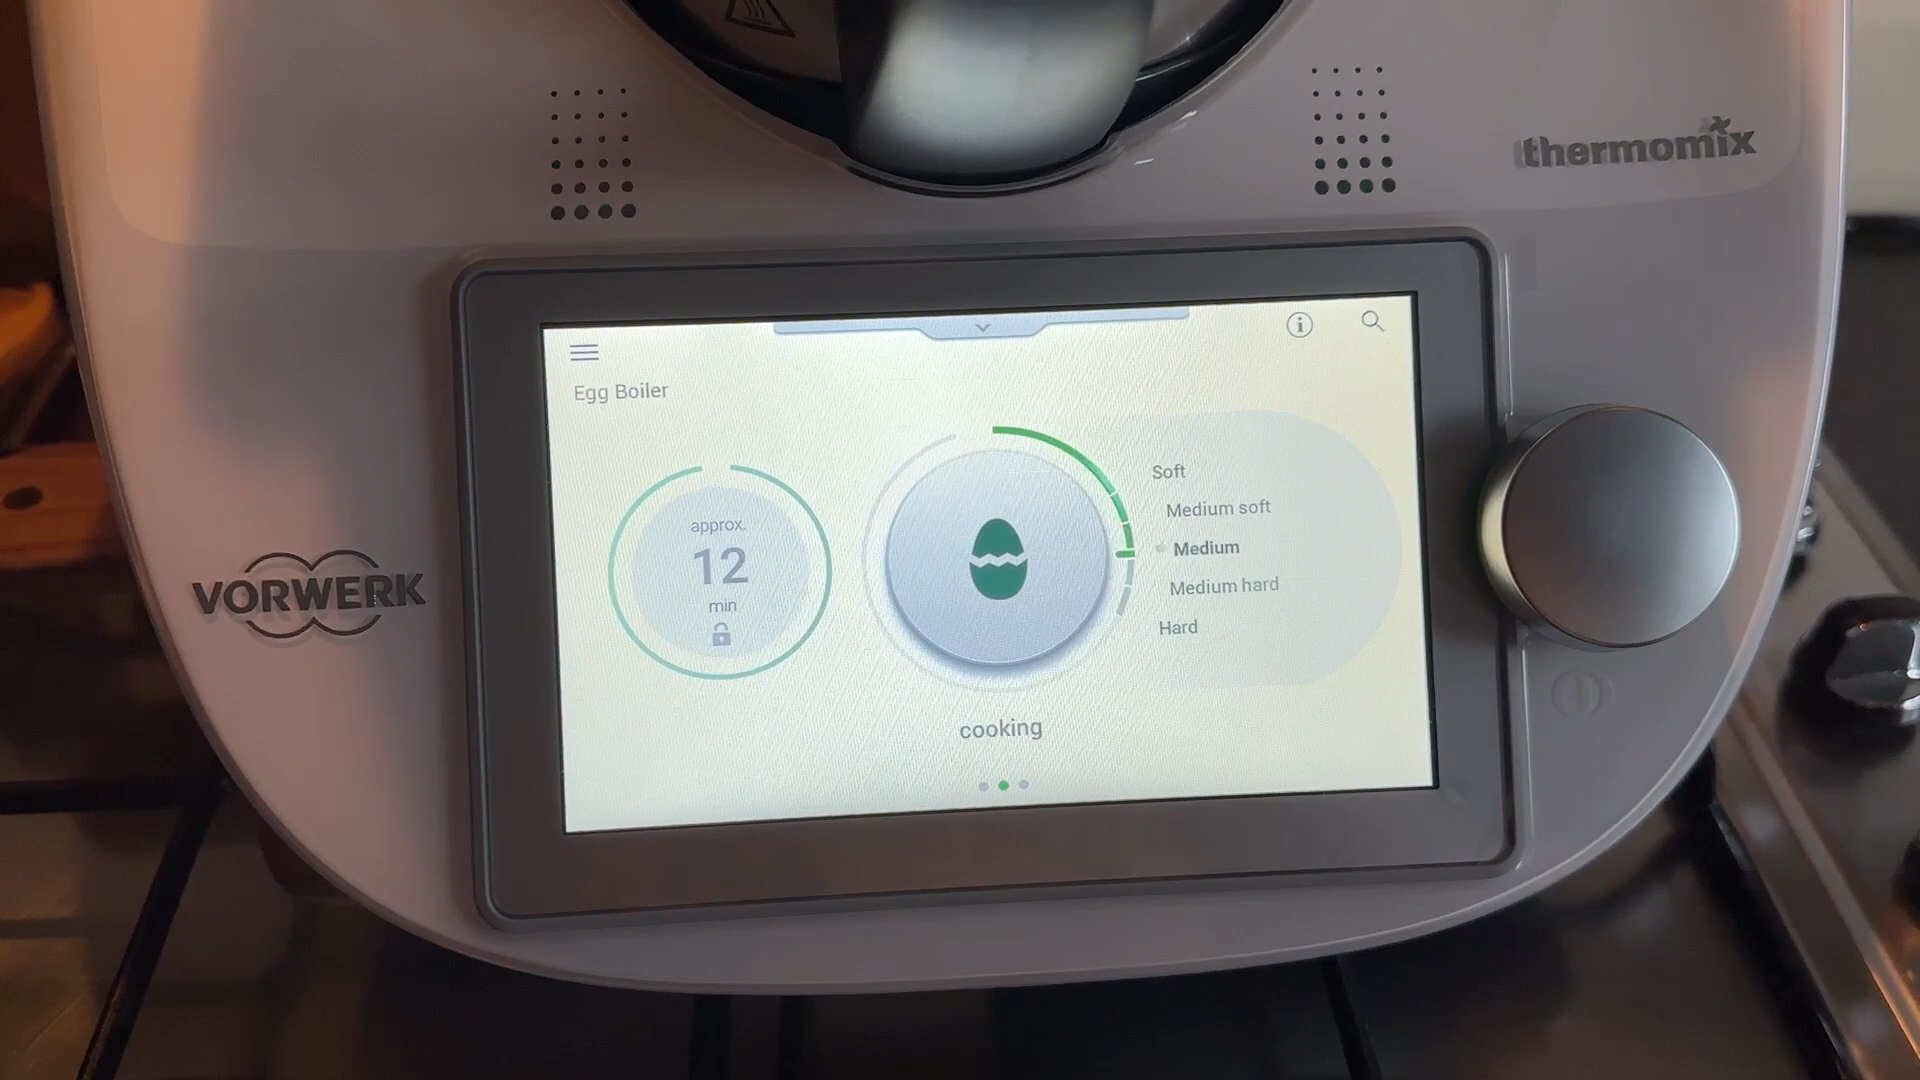 thermomix
VORWERK
Egg Boiler
approx.
12
min
Soft
Medium soft
Medium
Medium hard
Hard
cooking